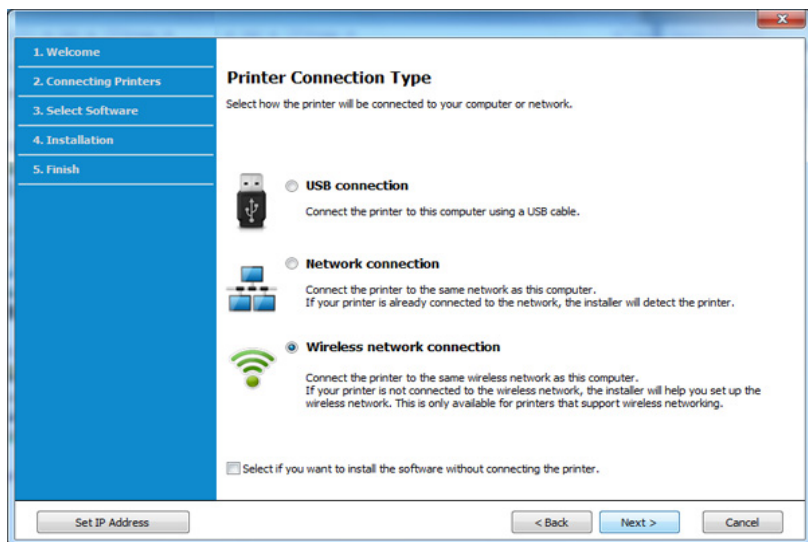 1. Welcome
2. Connecting Printers
3. Select Software
4. Installation
5. Finish
Printer Connection Type
Select how the printer will be connected to your computer or network.
USB connection
Connect the printer to this computer using a USB cable.
Network connection
Connect the printer to the same network as this computer.
If your printer is already connected to the network, the installer will detect the printer.
Wireless network connection
Connect the printer to the same wireless network as this computer.
If your printer is not connected to the wireless network, the installer will help you set up the
wireless network. This is only available for printers that support wireless networking.
Select if you want to install the software without connecting the printer.
Set IP Address
< Back
Next >
Cancel